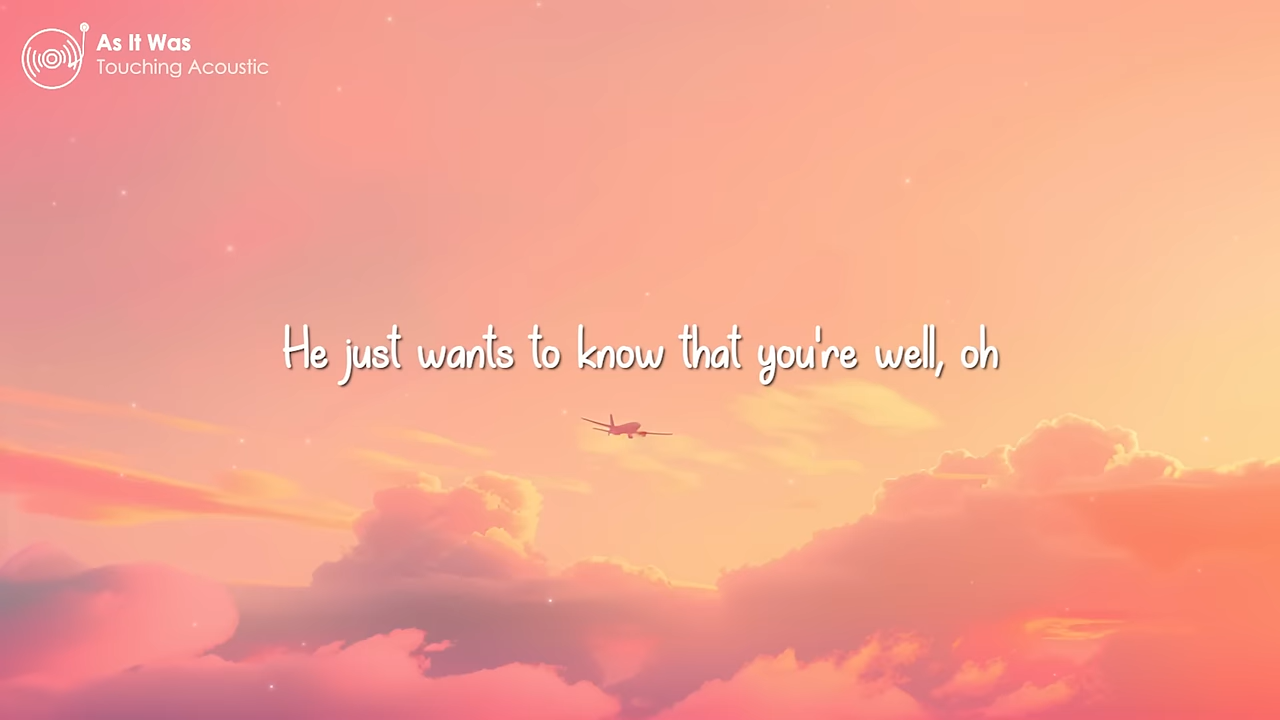 As It Was
Touching Acoustic
He just wants to know that you're well, oh